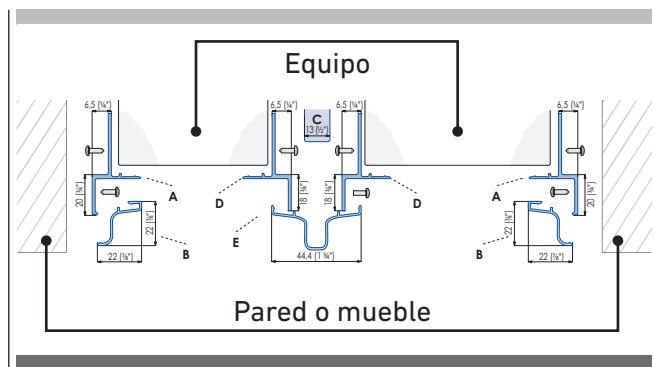 Equipo
6,5 (¼") 6,5 (¼") C 6,5 (¼") 6,5 (¼")
13 (½")
A D D A
20 (¾") 18 (¾") 18 (¾") 20 (¾")
22 (⅞") B E B 22 (⅞")
22 (⅞") 44,4 (1 ¾") 22 (⅞")
Pared o mueble